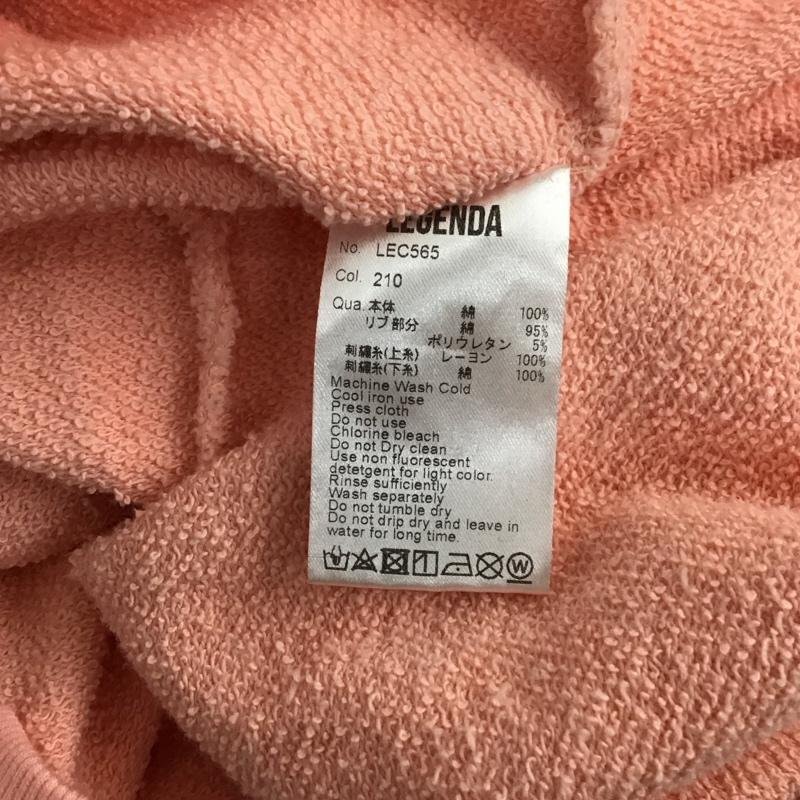 LEGENDA
No. LEC565
Col. 210
Qua. 本体 綿 100%
リブ部分 綿 95%
ポリウレタン 5%
刺繍糸(上糸) レーヨン 100%
刺繍糸(下糸) 綿 100%
Machine Wash Cold
Cool iron use
Press cloth
Do not use
Chlorine bleach
Do not Dry clean
Use non fluorescent
detetgent for light color.
Rinse sufficiently
Wash separately
Do not tumble dry
Do not drip dry and leave in
water for long time.
W